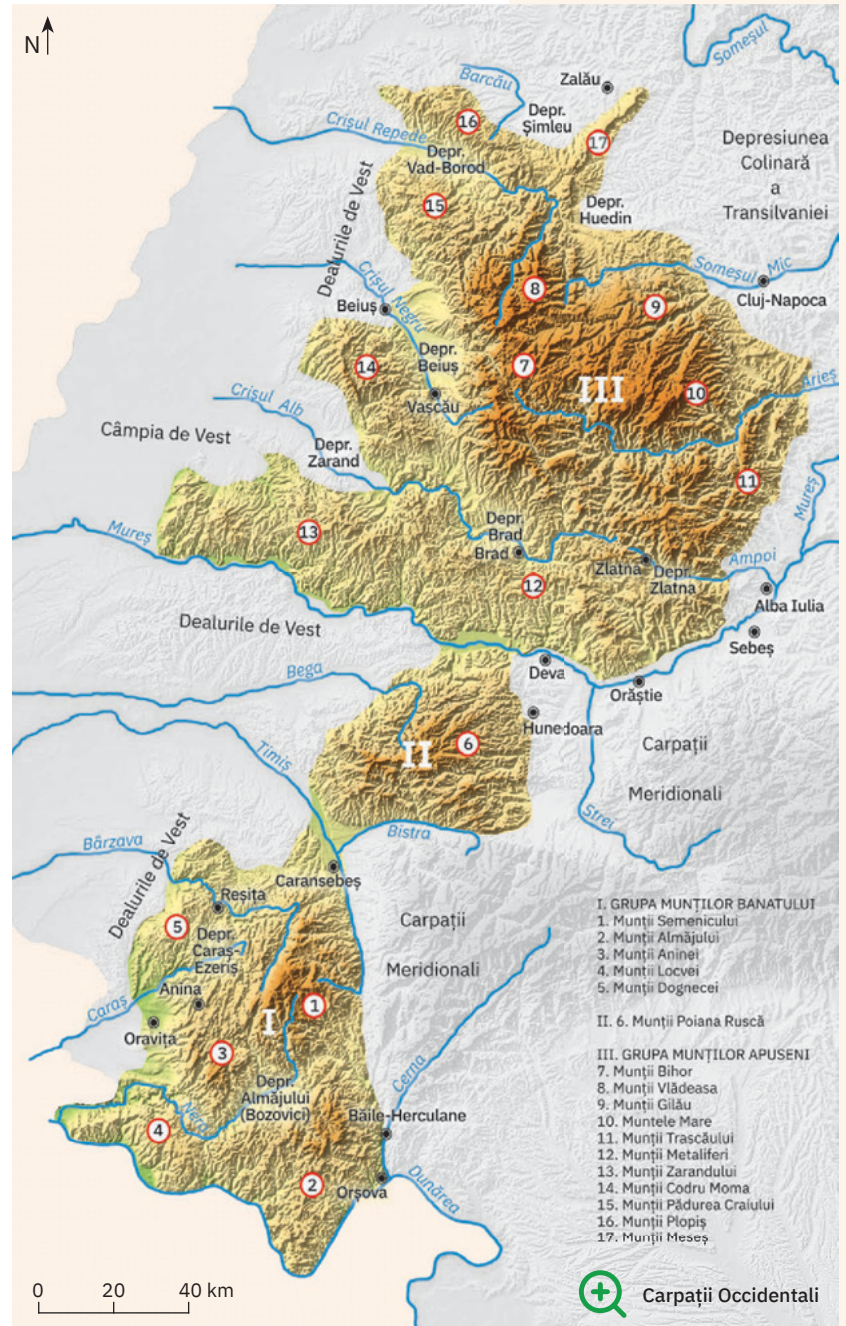 N
Someșul
Barcău
Zalău
Depr.
Șimleu
16
17
Crișul Repede
Depr.
Vad-Borod
Depresiunea
Colinară
a
Transilvaniei
Dealurile de Vest
15
Depr.
Huedin
Someșul Mic
Cluj-Napoca
Crișul Negru
8
9
Beiuș
Depr.
Beiuș
14
7
III
10
Arieș
Crișul Alb
Vașcău
Câmpia de Vest
Depr.
Zarand
11
Mureș
Mureș
13
Depr.
Brad
Brad
Zlatna
Depr.
Zlatna
Ampoi
12
Alba Iulia
Dealurile de Vest
Sebeș
Deva
Orăștie
Bega
Hunedoara
II
6
Carpații
Meridionali
Timiș
Strei
Bistra
Bârzava
Dealurile de Vest
Caransebeș
Reșița
5
Depr.
Caraș-
Ezeriș
Carpații
Meridionali
Anina
Caraș
1
I
Oravița
3
Depr.
Almăjului
(Bozovici)
Cerna
Nera
4
Băile-Herculane
2
Orșova
Dunărea
I. GRUPA MUNȚILOR BANATULUI
1. Munții Semenicului
2. Munții Almăjului
3. Munții Aninei
4. Munții Locvei
5. Munții Dognecei
II. 6. Munții Poiana Ruscă
III. GRUPA MUNȚILOR APUSENI
7. Munții Bihor
8. Munții Vlădeasa
9. Munții Gilău
10. Muntele Mare
11. Munții Trascăului
12. Munții Metaliferi
13. Munții Zarandului
14. Munții Codru Moma
15. Munții Pădurea Craiului
16. Munții Plopiș
17. Munții Meseș
0 20 40 km
Carpații Occidentali